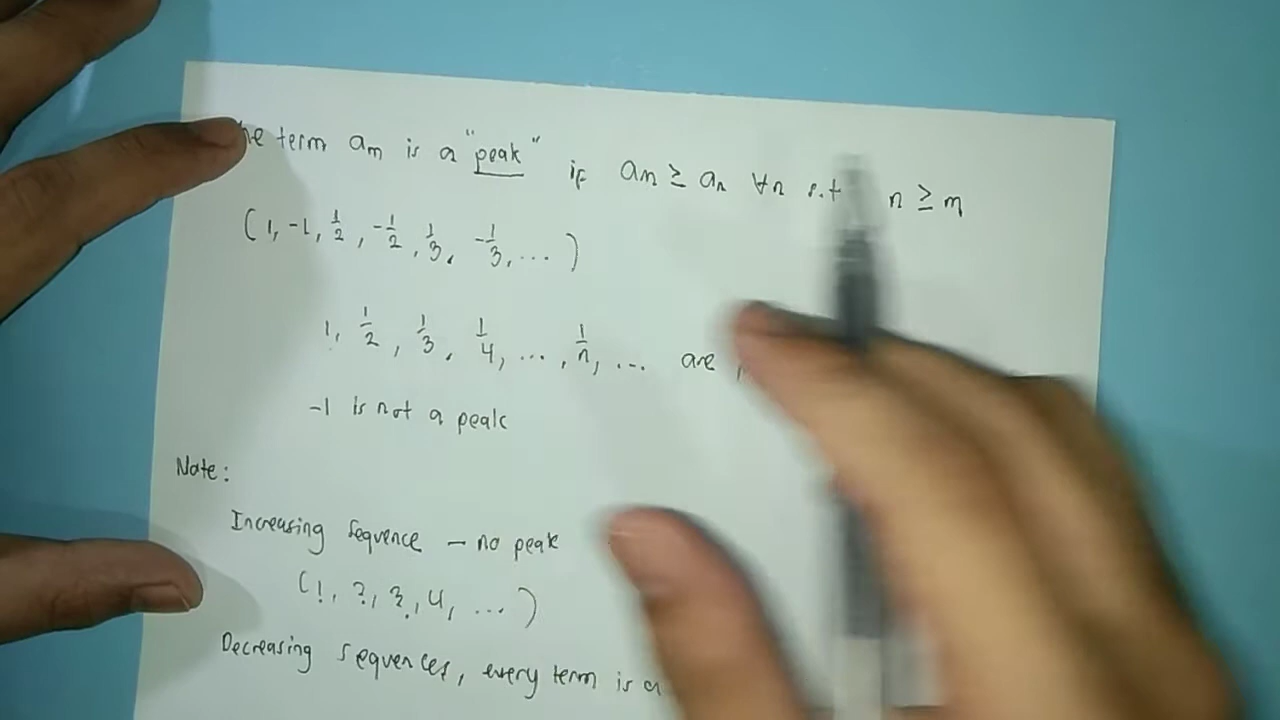 he term am is a "peak" if am ≥ an ∀n s.t n ≥ m
(1, -1, 1/2, -1/2, 1/3, -1/3, ... )
1, 1/2, 1/3, 1/4, ..., 1/n, ... are
-1 is not a peak
Note:
Increasing sequence – no peak
(1, 2, 3, 4, ... )
Decreasing sequences, every term is a